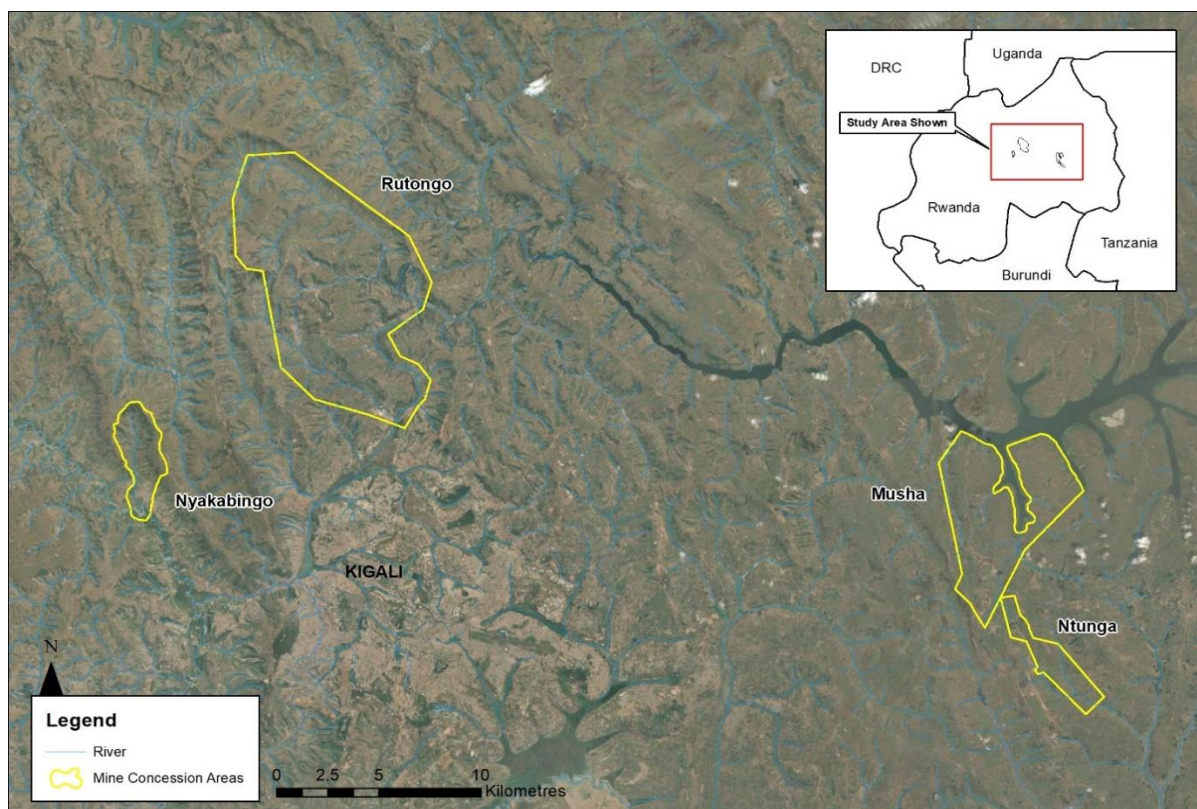 DRC
Uganda
Study Area Shown
Rwanda
Tanzania
Burundi
Rutongo
Nyakabingo
Musha
KIGALI
Ntunga
N
Legend
River
Mine Concession Areas
0 2.5 5 10
Kilometres